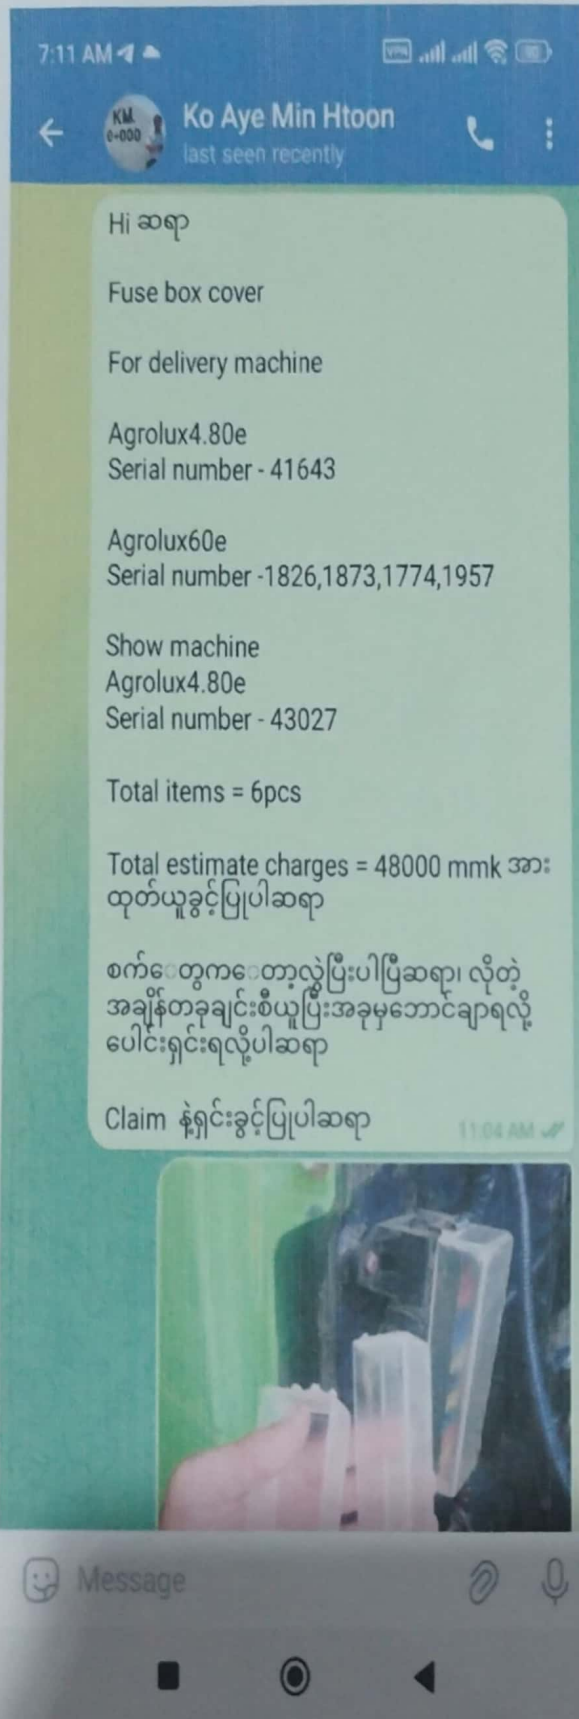 7:11 AM
VPN
KM
0+000
Ko Aye Min Htoon
last seen recently
Hi ဆရာ
Fuse box cover
For delivery machine
Agrolux4.80e
Serial number - 41643
Agrolux60e
Serial number -1826,1873,1774,1957
Show machine
Agrolux4.80e
Serial number - 43027
Total items = 6pcs
Total estimate charges = 48000 mmk အား
ထုတ်ယူခွင့်ပြုပါဆရာ
စက်ေတွကေတာ့လွှဲပြီးပါပြီဆရာ၊ လိုတဲ့
အချိန်တခုချင်းစီယူပြီးအခုမှဘောင်ချာရလို့
ပေါင်းရှင်းရလို့ပါဆရာ
Claim နဲ့ရှင်းခွင့်ပြုပါဆရာ
11:04 AM
Message